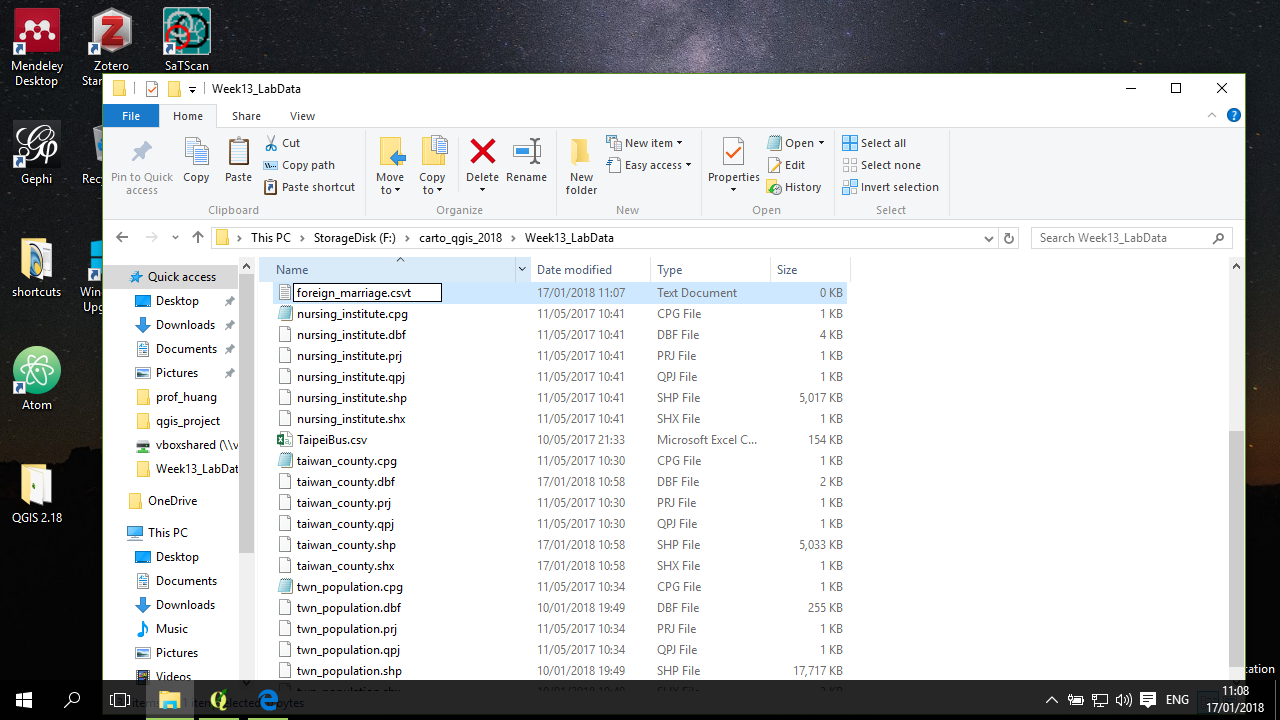 Mendeley Desktop
Zotero
SaTScan
Gephi
shortcuts
Atom
QGIS 2.18
Week13_LabData
File Home Share View
Pin to Quick access
Copy
Paste
Cut
Copy path
Paste shortcut
Clipboard
Move to
Copy to
Delete
Rename
Organize
New folder
New item
Easy access
New
Properties
Open
Edit
History
Open
Select all
Select none
Invert selection
Select
This PC StorageDisk (F:) carto_qgis_2018 Week13_LabData
Search Week13_LabData
Quick access
Desktop
Downloads
Documents
Pictures
prof_huang
qgis_project
vboxshared (\\v
Week13_LabDat
OneDrive
This PC
Desktop
Documents
Downloads
Music
Pictures
Videos
Name Date modified Type Size
foreign_marriage.csvt 17/01/2018 11:07 Text Document 0 KB
nursing_institute.cpg 11/05/2017 10:41 CPG File 1 KB
nursing_institute.dbf 11/05/2017 10:41 DBF File 4 KB
nursing_institute.prj 11/05/2017 10:41 PRJ File 1 KB
nursing_institute.qpj 11/05/2017 10:41 QPJ File 1 KB
nursing_institute.shp 11/05/2017 10:41 SHP File 5,017 KB
nursing_institute.shx 11/05/2017 10:41 SHX File 1 KB
TaipeiBus.csv 10/05/2017 21:33 Microsoft Excel C... 154 KB
taiwan_county.cpg 11/05/2017 10:30 CPG File 1 KB
taiwan_county.dbf 17/01/2018 10:58 DBF File 2 KB
taiwan_county.prj 11/05/2017 10:30 PRJ File 1 KB
taiwan_county.qpj 11/05/2017 10:30 QPJ File 1 KB
taiwan_county.shp 17/01/2018 10:58 SHP File 5,033 KB
taiwan_county.shx 17/01/2018 10:58 SHX File 1 KB
twn_population.cpg 11/05/2017 10:34 CPG File 1 KB
twn_population.dbf 10/01/2018 19:49 DBF File 255 KB
twn_population.prj 11/05/2017 10:34 PRJ File 1 KB
twn_population.qpj 11/05/2017 10:34 QPJ File 1 KB
twn_population.shp 10/01/2018 19:49 SHP File 17,717 KB
ENG
11:08
17/01/2018